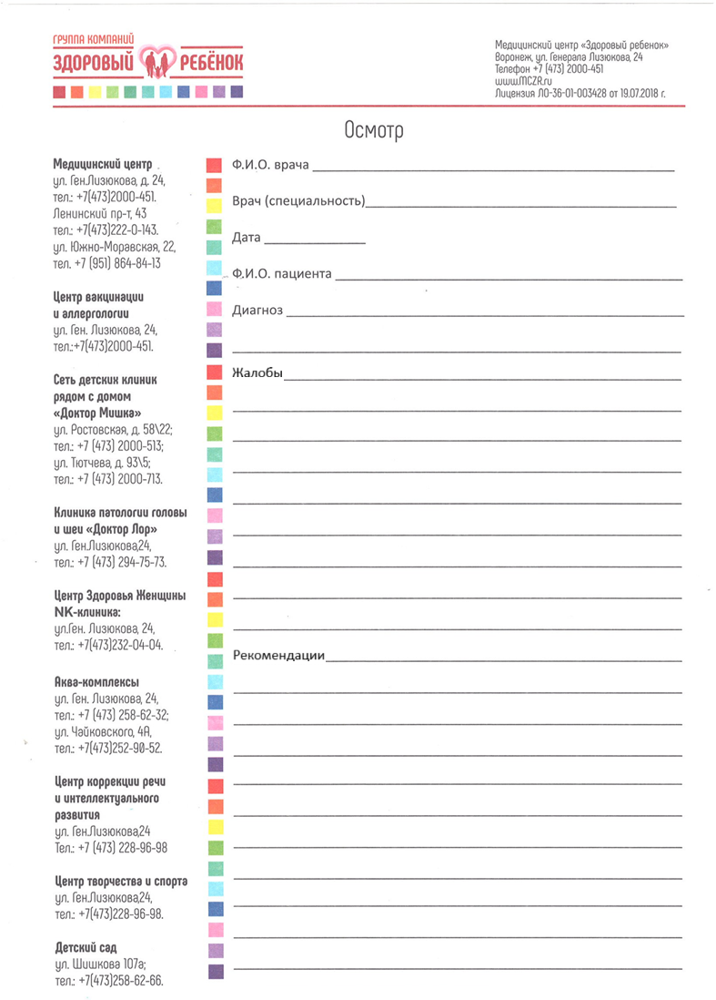 ГРУППА КОМПАНИЙ
ЗДОРОВЫЙ РЕБЁНОК
Медицинский центр «Здоровый ребенок»
Воронеж, ул. Генерала Лизюкова, 24
Телефон +7 (473) 2000-451
www.MCZR.ru
Лицензия ЛО-36-01-003428 от 19.07.2018 г.
Осмотр
Медицинский центр
ул. Ген.Лизюкова, д. 24,
тел.: +7(473)2000-451.
Ленинский пр-т, 43
тел.: +7(473)222-0-143.
ул. Южно-Моравская, 22,
тел. +7 (951) 864-84-13
Центр вакцинации
и аллергологии
ул. Ген. Лизюкова, 24,
тел.:+7(473)2000-451.
Сеть детских клиник
рядом с домом
«Доктор Мишка»
ул. Ростовская, д. 58\22;
тел.: +7 (473) 2000-513;
ул. Тютчева, д. 93\5;
тел.: +7 (473) 2000-713.
Клиника патологии головы
и шеи «Доктор Лор»
ул. Ген.Лизюкова,24,
тел.: +7 (473) 294-75-73.
Центр Здоровья Женщины
NK-клиника:
ул.Ген. Лизюкова, 24,
тел.: +7(473)232-04-04.
Аква-комплексы
ул. Ген. Лизюкова, 24,
тел.: +7 (473) 258-62-32;
ул. Чайковского, 4А,
тел.: +7(473)252-90-52.
Центр коррекции речи
и интеллектуального
развития
ул. Ген.Лизюкова,24
Тел.: +7 (473) 228-96-98
Центр творчества и спорта
ул. Ген.Лизюкова,24,
тел.: +7(473)228-96-98.
Детский сад
ул. Шишкова 107а;
тел.: +7(473)258-62-66.
Ф.И.О. врача
Врач (специальность)
Дата
Ф.И.О. пациента
Диагноз
Жалобы
Рекомендации